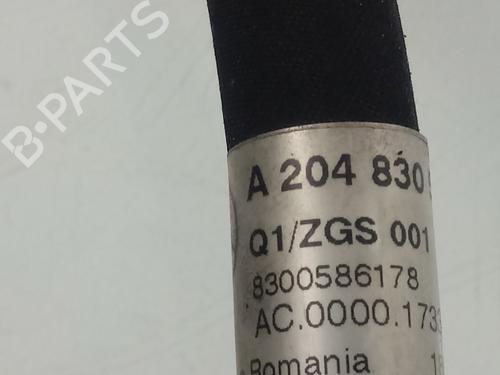 B-PARTS
A 204 830
Q1/ZGS 001
8300586178
AC.0000.173
Romania